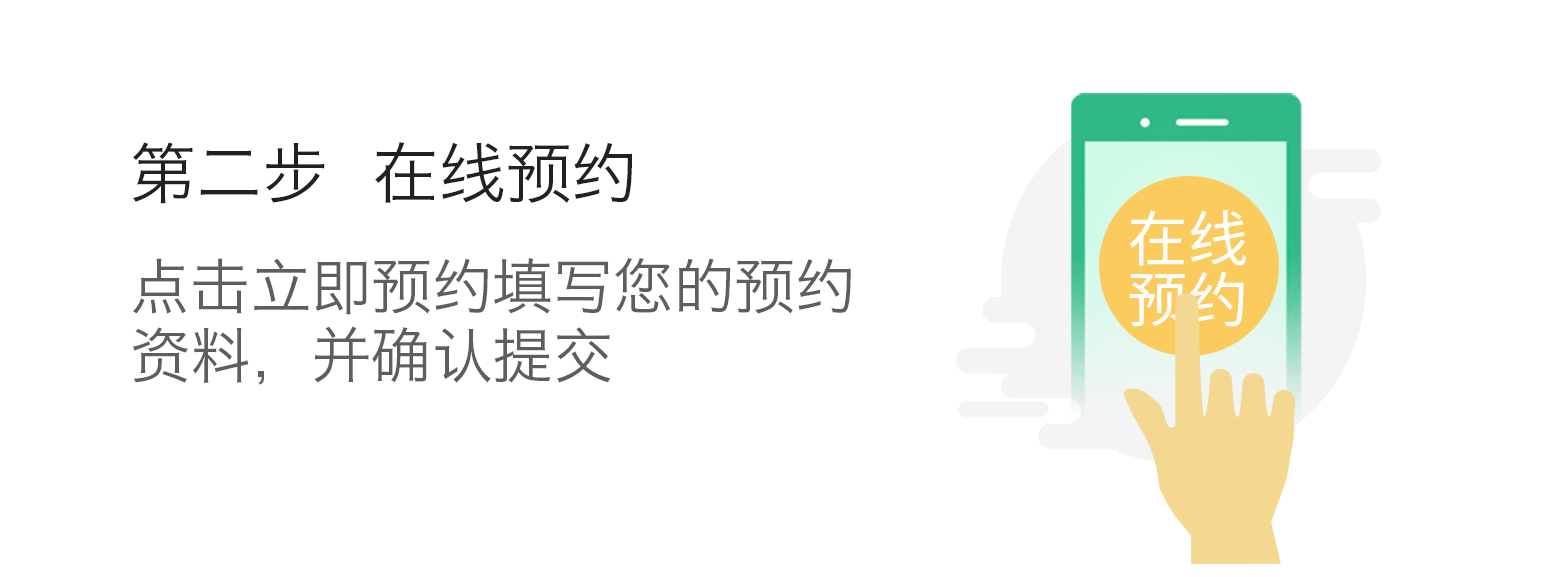 第二步 在线预约
点击立即预约填写您的预约
资料，并确认提交
在线
预约